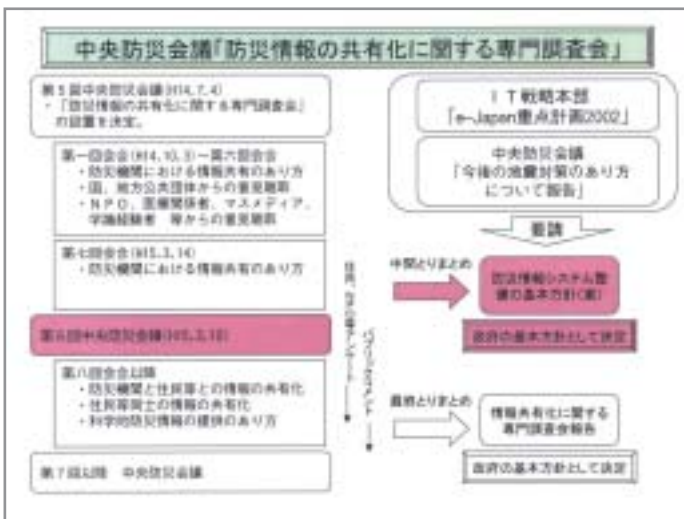 中央防災会議「防災情報の共有化に関する専門調査会」
第5回中央防災会議(H14.7.4)
・「防災情報の共有化に関する専門調査会」
の設置を決定。
第一回会合(H14.10.3)~第六回会合
・防災機関における情報共有のあり方
・国、地方公共団体からの意見聴取
・NPO、医療関係者、マスメディア、
学識経験者 等からの意見聴取
第七回会合(H15.3.14)
・防災機関における情報共有のあり方
中央防災会議
第八回会合以降
・防災機関と住民等との情報の共有化
・住民等同士の情報の共有化
・科学的防災情報の提供のあり方
第7回以降 中央防災会議
パブリックコメント
IT戦略本部
「e-Japan重点計画2002」
中央防災会議
「今後の地震対策のあり方
について報告」
要請
中間とりまとめ
防災情報システム整
備の基本方針(案)
政府の基本方針として決定
最終とりまとめ
情報共有化に関する
専門調査会報告
政府の基本方針として決定